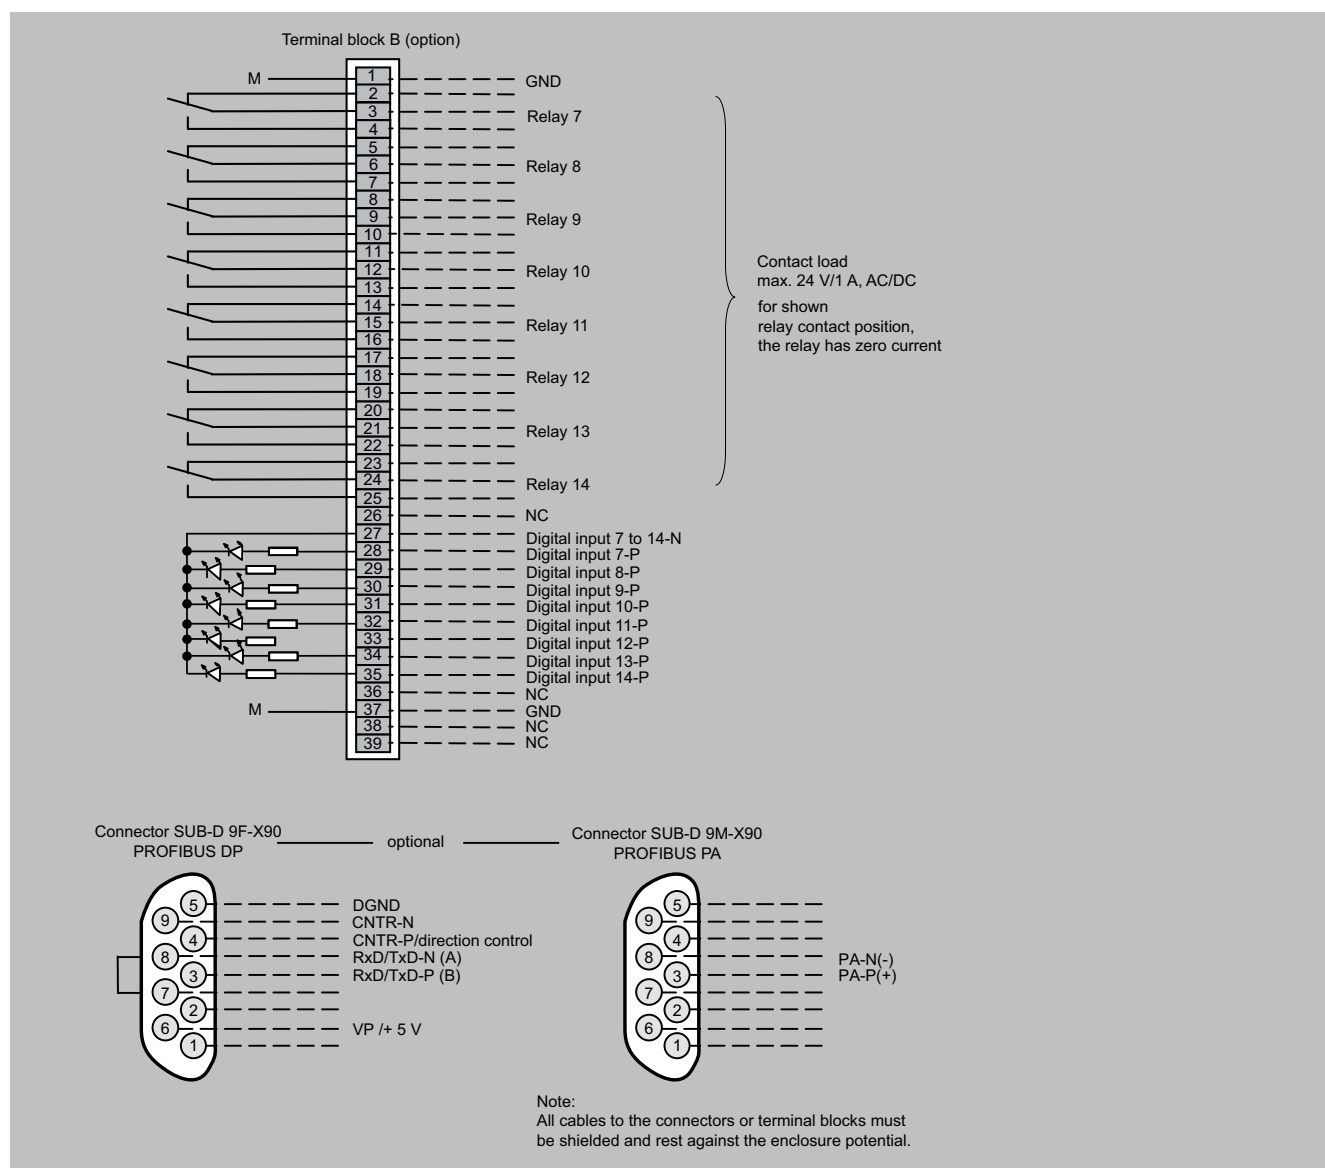 Terminal block B (option)
M 1 GND
2
3 Relay 7
4
5
6 Relay 8
7
8
9 Relay 9
10
11
12 Relay 10
13
14
15 Relay 11
16
17
18 Relay 12
19
20
21 Relay 13
22
23
24 Relay 14
25
Contact load
max. 24 V/1 A, AC/DC
for shown
relay contact position,
the relay has zero current
26 NC
27 Digital input 7 to 14-N
28 Digital input 7-P
29 Digital input 8-P
30 Digital input 9-P
31 Digital input 10-P
32 Digital input 11-P
33 Digital input 12-P
34 Digital input 13-P
35 Digital input 14-P
36 NC
M 37 GND
38 NC
39 NC
Connector SUB-D 9F-X90
PROFIBUS DP
optional
Connector SUB-D 9M-X90
PROFIBUS PA
5 DGND
9 CNTR-N
4 CNTR-P/direction control
8 RxD/TxD-N (A)
3 RxD/TxD-P (B)
7
2
6 VP /+ 5 V
1
5
9
4
8 PA-N(-)
3 PA-P(+)
7
2
6
1
Note:
All cables to the connectors or terminal blocks must
be shielded and rest against the enclosure potential.